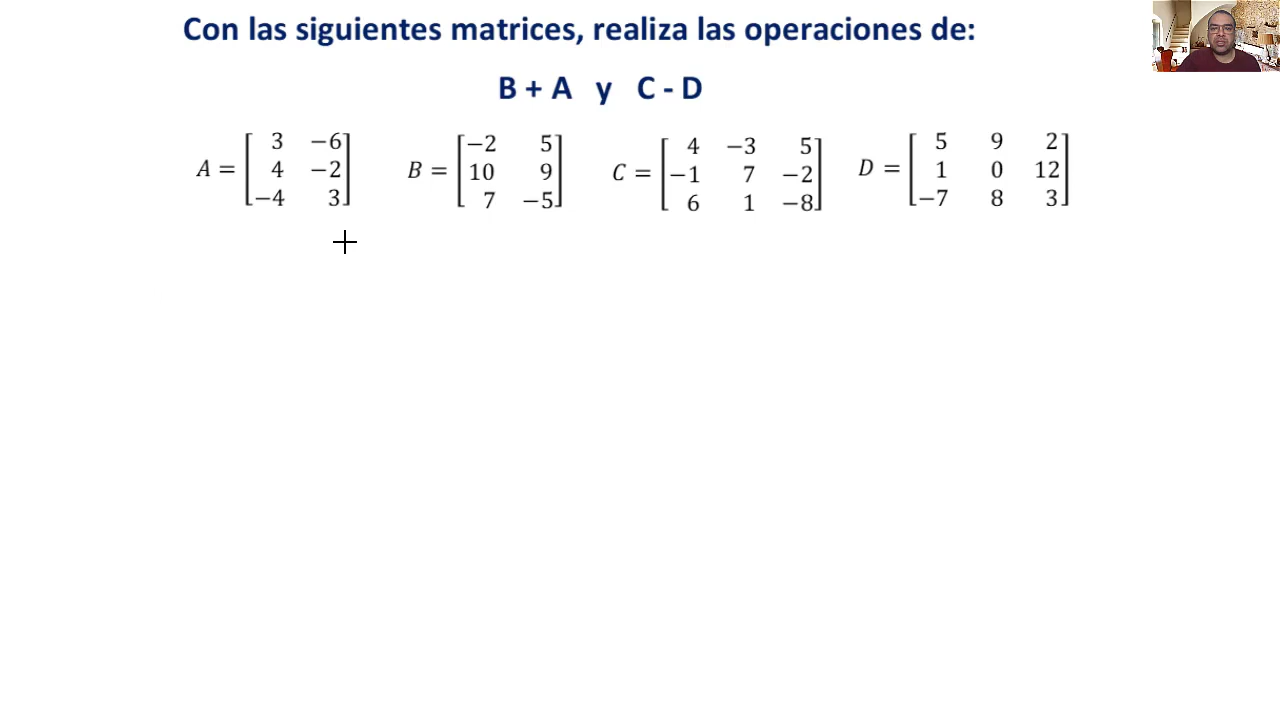 Con las siguientes matrices, realiza las operaciones de:
B + A y C - D
A = [3 −6; 4 −2; −4 3] B = [−2 5; 10 9; 7 −5] C = [4 −3 5; −1 7 −2; 6 1 −8] D = [5 9 2; 1 0 12; −7 8 3]